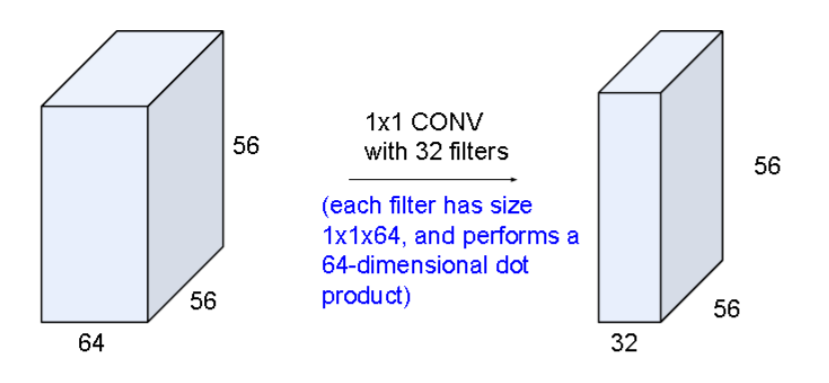 56
56
64
1x1 CONV
with 32 filters
(each filter has size
1x1x64, and performs a
64-dimensional dot
product)
56
56
32